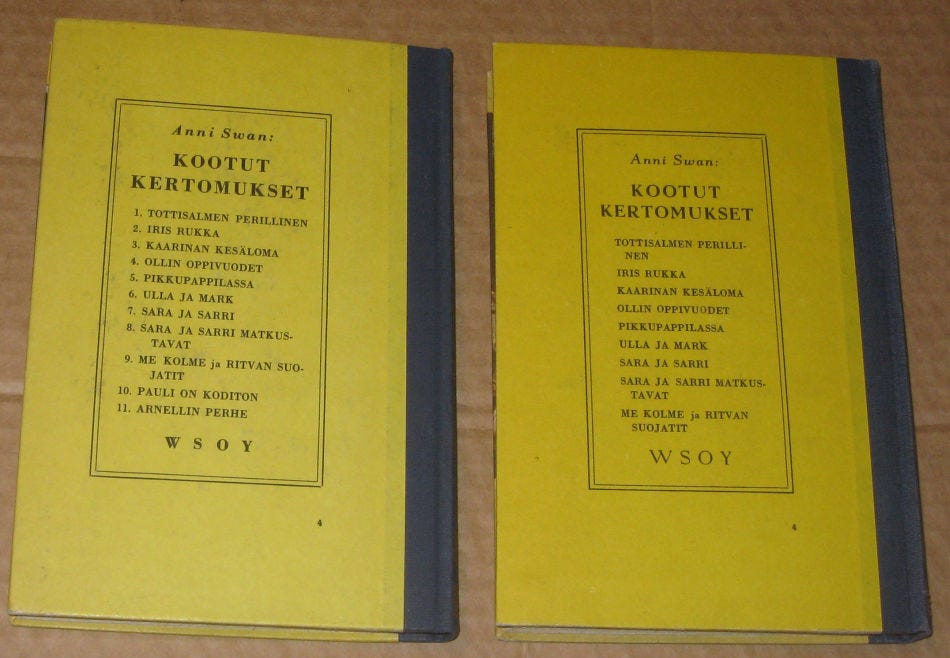 Anni Swan:
KOOTUT
KERTOMUKSET
1. TOTTISALMEN PERILLINEN
2. IRIS RUKKA
3. KAARINAN KESÄLOMA
4. OLLIN OPPIVUODET
5. PIKKUPAPPILASSA
6. ULLA JA MARK
7. SARA JA SARRI
8. SARA JA SARRI MATKUS-
TAVAT
9. ME KOLME ja RITVAN SUO-
JATIT
10. PAULI ON KODITON
11. ARNELLIN PERHE
WSOY
4
Anni Swan:
KOOTUT
KERTOMUKSET
TOTTISALMEN PERILLI-
NEN
IRIS RUKKA
KAARINAN KESÄLOMA
OLLIN OPPIVUODET
PIKKUPAPPILASSA
ULLA JA MARK
SARA JA SARRI
SARA JA SARRI MATKUS-
TAVAT
ME KOLME ja RITVAN
SUOJATIT
WSOY
4